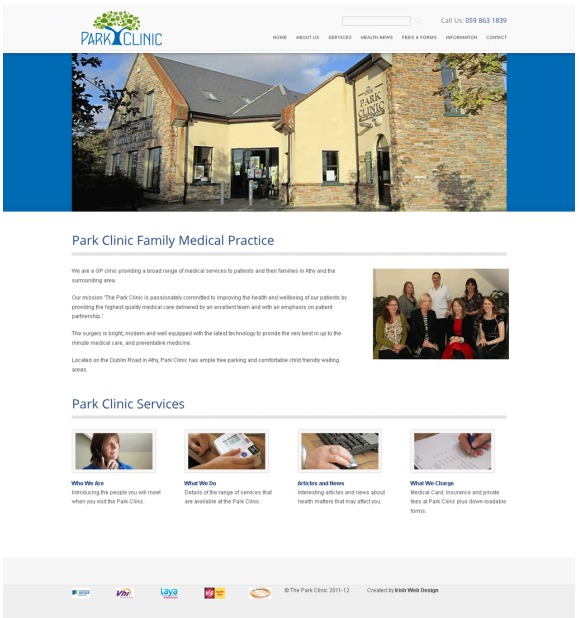 PARK CLINIC
Call Us: 059 863 1839
HOME ABOUT US SERVICES HEALTH NEWS FEES & FORMS INFORMATION CONTACT
The
PARK
CLINIC
Park Clinic Family Medical Practice
We are a GP clinic providing a broad range of medical services to patients and their families in Athy and the
surrounding area.
Our mission 'The Park Clinic is passionately committed to improving the health and wellbeing of our patients by
providing the highest quality medical care delivered by an excellent team and with an emphasis on patient
partnership.'
The surgery is bright, modern and well equipped with the latest technology to provide the very best in up to the
minute medical care, and preventative medicine.
Located on the Dublin Road in Athy, Park Clinic has ample free parking and comfortable child friendly waiting
areas.
Park Clinic Services
Who We Are
Introducing the people you will meet
when you visit the Park Clinic.
What We Do
Details of the range of services that
are available at the Park Clinic.
Articles and News
Interesting articles and news about
health matters that may affect you.
What We Charge
Medical Card, Insurance and private
fees at Park Clinic plus down-loadable
forms.
Vhi
laya
© The Park Clinic 2011-12 Created by Irish Web Design